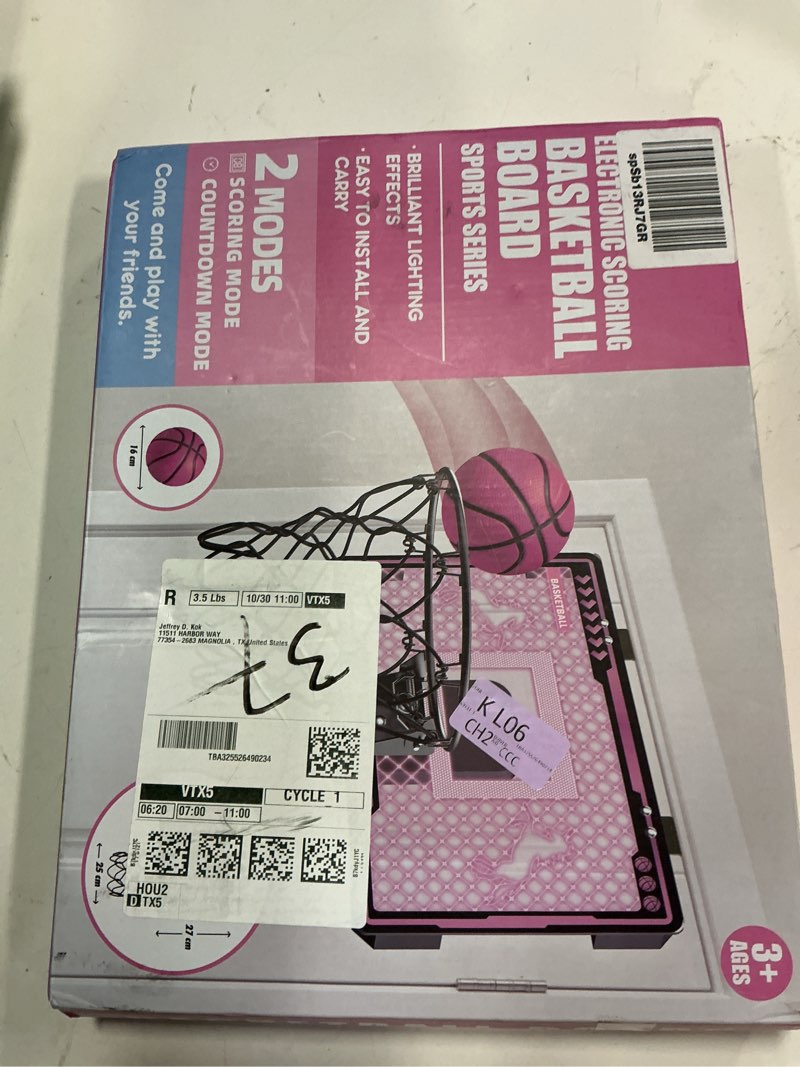 spSb13RJ7GR
ELECTRONIC SCORING
BASKETBALL
BOARD
SPORTS SERIES
· BRILLIANT LIGHTING
EFFECTS
· EASY TO INSTALL AND
CARRY
2 MODES
SCORING MODE
COUNTDOWN MODE
Come and play with
your friends.
16 cm
BASKETBALL
R 3.5 Lbs 10/30 11:00 VTX5
Jeffrey D. Kok
11511 HARBOR WAY
77354-2683 MAGNOLIA, TX United States
37
TBA325526490234
VTX5 CYCLE 1
06:20 07:00 -11:00
HOU2
D TX5
KL06
CH2 CCC
25 cm
27 cm
3+
AGES